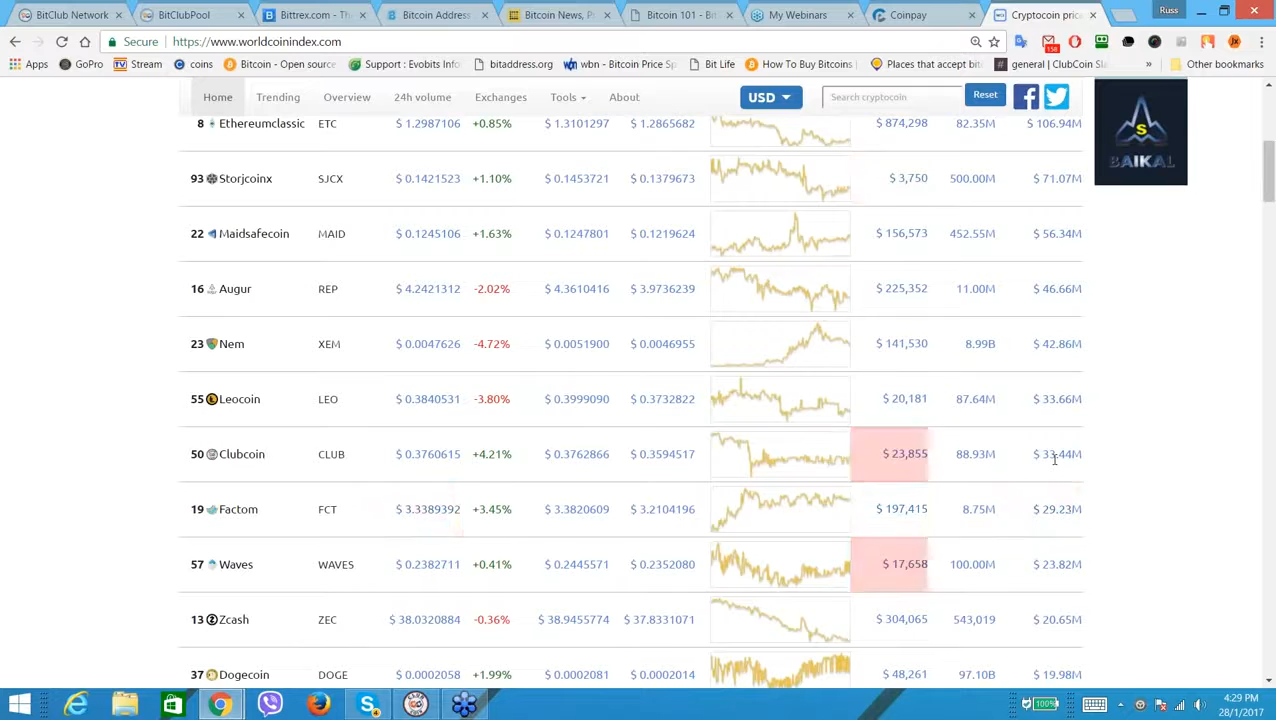 BitClub Network
BitClubPool
Bittrex.com - Th
Bitcoin Address
Bitcoin News, P
Bitcoin 101 - Bl
My Webinars
Coinpay
Cryptocoin pric
Russ
Secure https://www.worldcoinindex.com
158
Apps GoPro Stream coins Bitcoin - Open source Support : Evolts Info bitaddress.org wbn - Bitcoin Price Sp Bit Life How To Buy Bitcoins Places that accept bit general | ClubCoin Sl » Other bookmarks
Home Trading Overview 24h volume Exchanges Tools About USD Search cryptocoin Reset
8 Ethereumclassic ETC $ 1.2987106 +0.85% $ 1.3101297 $ 1.2865682 $ 874,298 82.35M $ 106.94M
S
BAIKAL
93 Storjcoinx SJCX +1.10% $ 0.1453721 $ 0.1379673 $ 3,750 500.00M $ 71.07M
22 Maidsafecoin MAID $ 0.1245106 +1.63% $ 0.1247801 $ 0.1219624 $ 156,573 452.55M $ 56.34M
16 Augur REP $ 4.2421312 -2.02% $ 4.3610416 $ 3.9736239 $ 225,352 11.00M $ 46.66M
23 Nem XEM $ 0.0047626 -4.72% $ 0.0051900 $ 0.0046955 $ 141,530 8.99B $ 42.86M
55 Leocoin LEO $ 0.3840531 -3.80% $ 0.3999090 $ 0.3732822 $ 20,181 87.64M $ 33.66M
50 Clubcoin CLUB $ 0.3760615 +4.21% $ 0.3762866 $ 0.3594517 $ 23,855 88.93M $ 33.44M
19 Factom FCT $ 3.3389392 +3.45% $ 3.3820609 $ 3.2104196 $ 197,415 8.75M $ 29.23M
57 Waves WAVES $ 0.2382711 +0.41% $ 0.2445571 $ 0.2352080 $ 17,658 100.00M $ 23.82M
13 Zcash ZEC $ 38.0320884 -0.36% $ 38.9455774 $ 37.8331071 $ 304,065 543,019 $ 20.65M
37 Dogecoin DOGE $ 0.0002058 +1.99% $ 0.0002081 $ 0.0002014 $ 48,261 97.10B $ 19.98M
100%
4:29 PM
28/1/2017